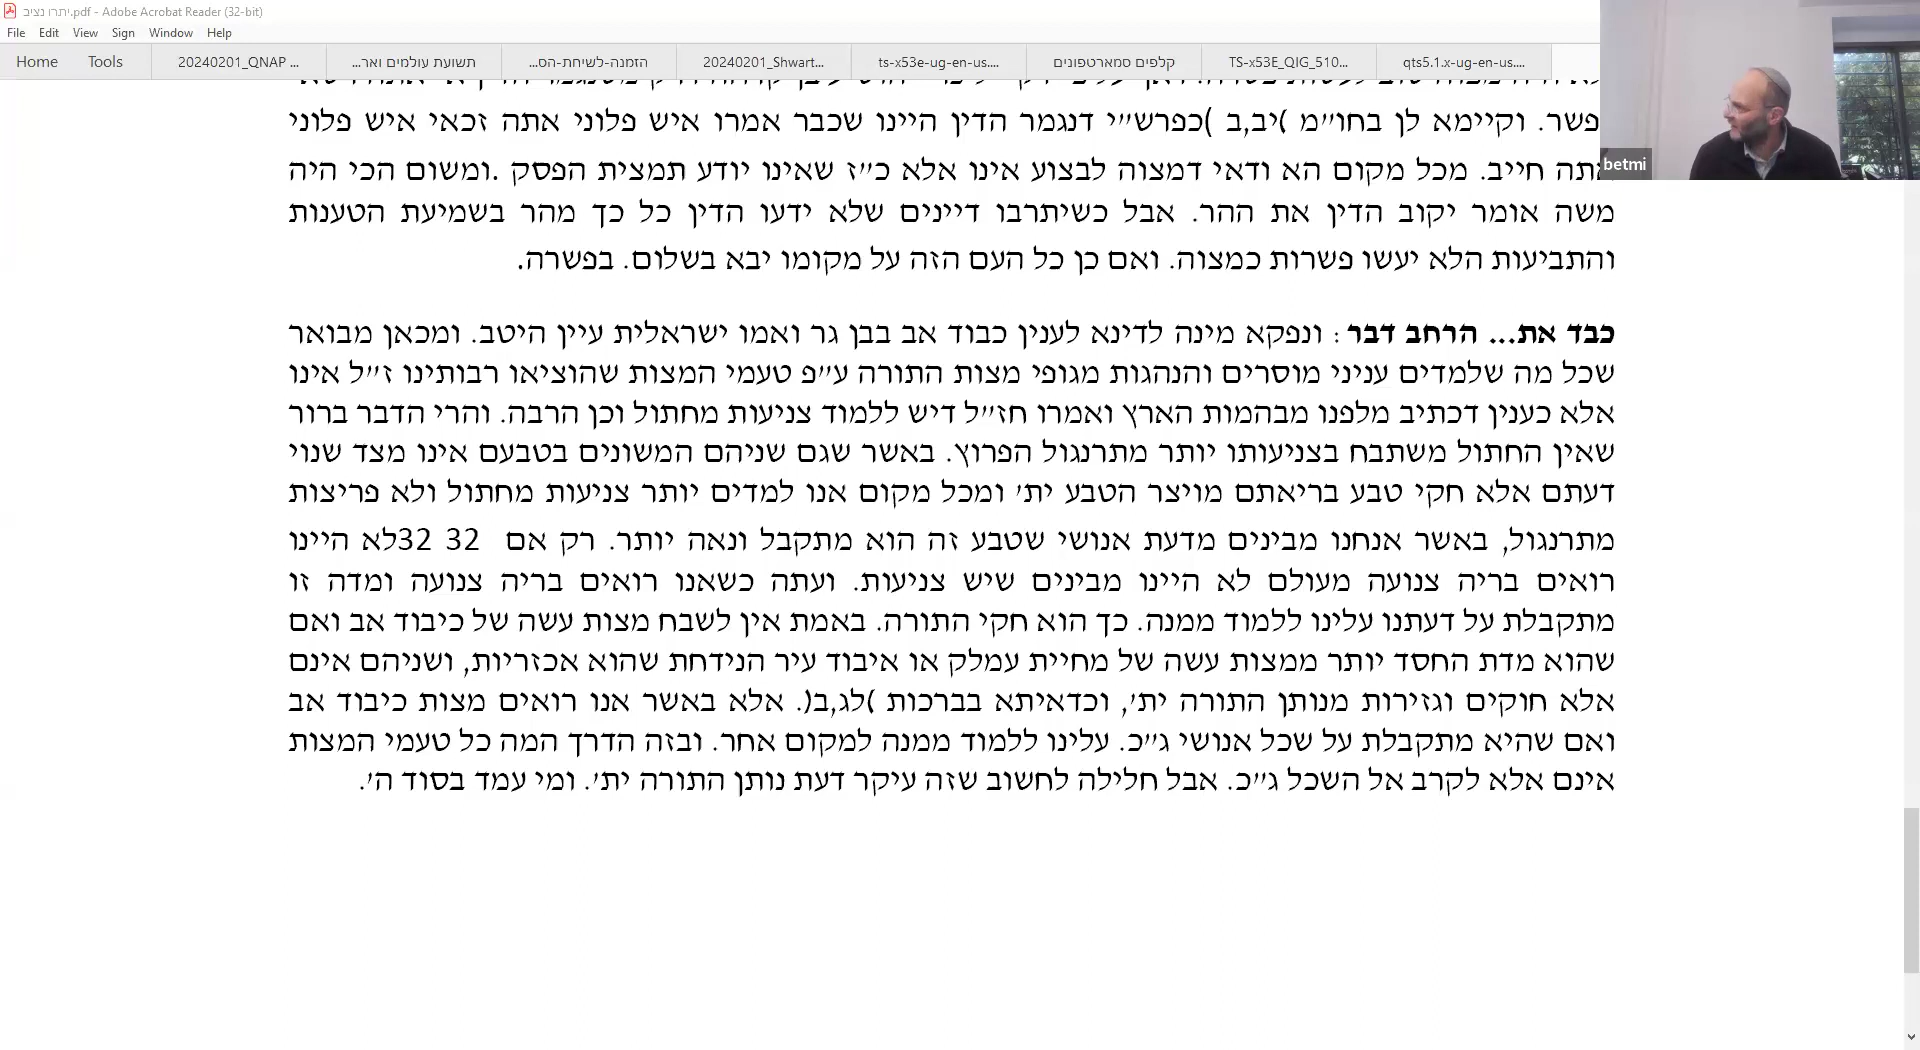 יתרו נציב.pdf - Adobe Acrobat Reader (32-bit)
File Edit View Sign Window Help
Home Tools 20240201_QNAP ... תשועת עולמים ואר... הזמנה-לשיחת-הס... 20240201_Shwart... ts-x53e-ug-en-us.... קלפים סמארטפונים TS-x53E_QIG_510... qts5.1.x-ug-en-us....
betmi
פשר. וקיימא לן בחו״מ )יב,ב (כפרש״י דנגמר הדין היינו שכבר אמרו איש פלוני אתה זכאי איש פלוני
אתה חייב. מכל מקום הא ודאי דמצוה לבצוע אינו אלא כ״ז שאינו יודע תמצית הפסק .ומשום הכי היה
משה אומר יקוב הדין את ההר. אבל כשיתרבו דיינים שלא ידעו הדין כל כך מהר בשמיעת הטענות
והתביעות הלא יעשו פשרות כמצוה. ואם כן כל העם הזה על מקומו יבא בשלום. בפשרה.
כבד את... הרחב דבר: ונפקא מינה לדינא לענין כבוד אב בבן גר ואמו ישראלית עיין היטב. ומכאן מבואר
שכל מה שלמדים עניני מוסרים והנהגות מגופי מצות התורה ע״פ טעמי המצות שהוציאו רבותינו ז״ל אינו
אלא כענין דכתיב מלפנו מבהמות הארץ ואמרו חז״ל דיש ללמוד צניעות מחתול וכן הרבה. והרי הדבר ברור
שאין החתול משתבח בצניעותו יותר מתרנגול הפרוץ. באשר שגם שניהם המשונים בטבעם אינו מצד שנוי
דעתם אלא חקי טבע בריאתם מויצר הטבע ית׳ ומכל מקום אנו למדים יותר צניעות מחתול ולא פריצות
מתרנגול, באשר אנחנו מבינים מדעת אנושי שטבע זה הוא מתקבל ונאה יותר. רק אם 32 32לא היינו
רואים בריה צנועה מעולם לא היינו מבינים שיש צניעות. ועתה כשאנו רואים בריה צנועה ומדה זו
מתקבלת על דעתנו עלינו ללמוד ממנה. כך הוא חקי התורה. באמת אין לשבח מצות עשה של כיבוד אב ואם
שהוא מדת החסד יותר ממצות עשה של מחיית עמלק או איבוד עיר הנידחת שהוא אכזריות, ושניהם אינם
אלא חוקים וגזירות מנותן התורה ית׳, וכדאיתא בברכות )לג,ב(. אלא באשר אנו רואים מצות כיבוד אב
ואם שהיא מתקבלת על שכל אנושי ג״כ. עלינו ללמוד ממנה למקום אחר. ובזה הדרך המה כל טעמי המצות
אינם אלא לקרב אל השכל ג״כ. אבל חלילה לחשוב שזה עיקר דעת נותן התורה ית׳. ומי עמד בסוד ה׳.